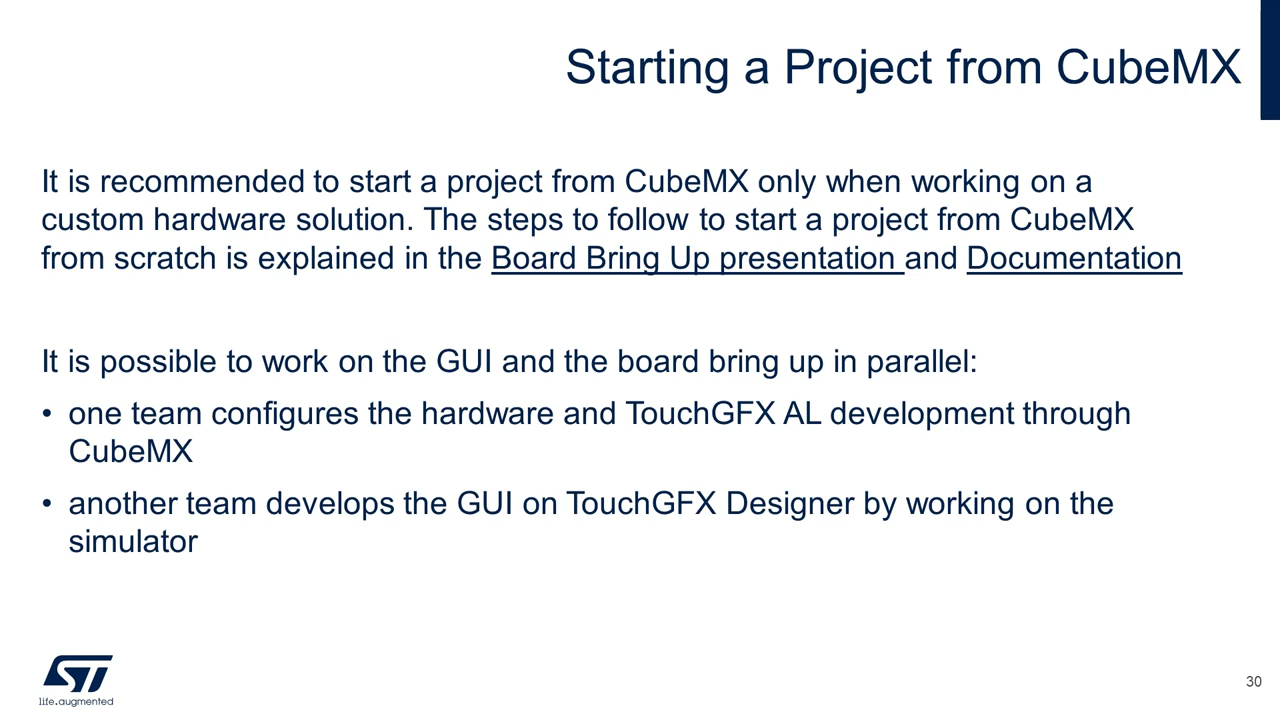 Starting a Project from CubeMX
It is recommended to start a project from CubeMX only when working on a
custom hardware solution. The steps to follow to start a project from CubeMX
from scratch is explained in the Board Bring Up presentation and Documentation
It is possible to work on the GUI and the board bring up in parallel:
• one team configures the hardware and TouchGFX AL development through
CubeMX
• another team develops the GUI on TouchGFX Designer by working on the
simulator
ST
life.augmented
30